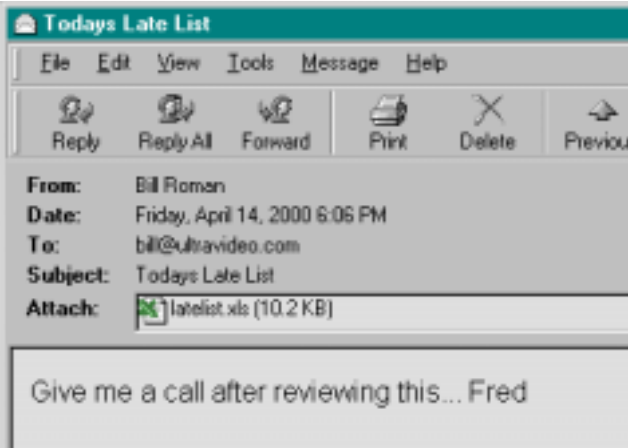 Todays Late List
File Edit View Tools Message Help
Reply Reply All Forward Print Delete Previou
From: Bill Roman
Date: Friday, April 14, 2000 6:06 PM
To: bill@ultravideo.com
Subject: Todays Late List
Attach: latelist.xls (10.2 KB)
Give me a call after reviewing this... Fred